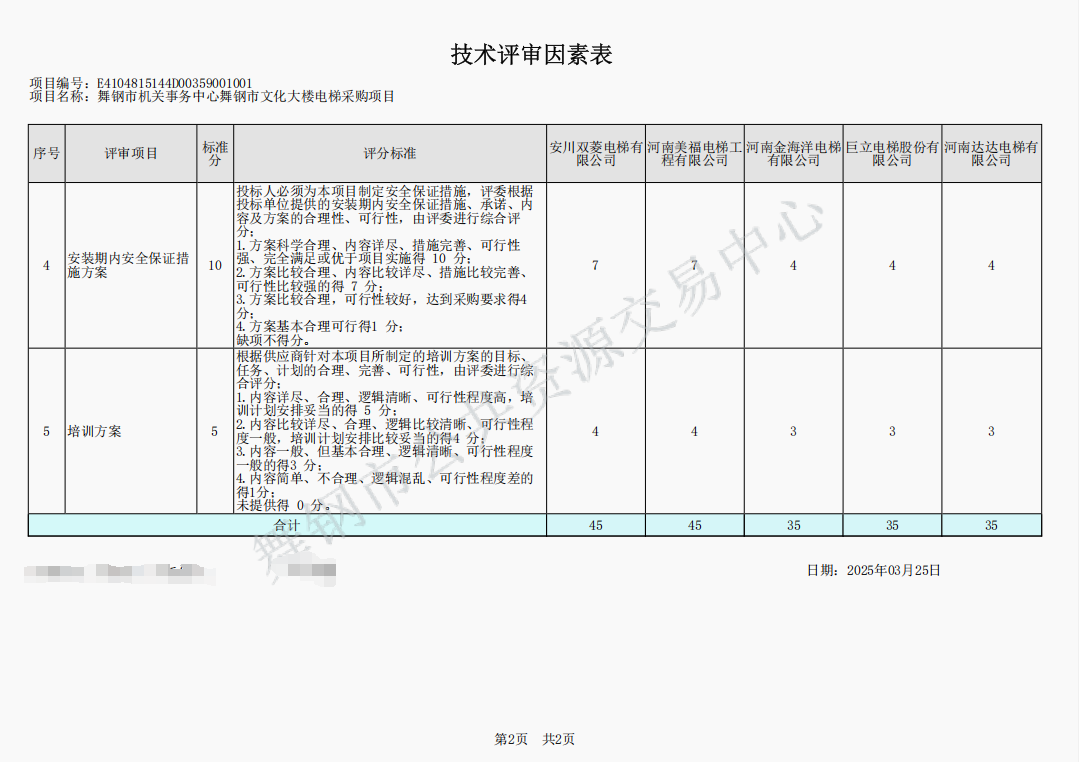 技术评审因素表
项目编号: E4104815144D00359001001
项目名称: 舞钢市机关事务中心舞钢市文化大楼电梯采购项目
序号
评审项目
标准
分
评分标准
安川双菱电梯有
限公司
河南美福电梯工
程有限公司
河南金海洋电梯
有限公司
巨立电梯股份有
限公司
河南达达电梯有
限公司
4
安装期内安全保证措
施方案
10
投标人必须为本项目制定安全保证措施，评委根据
投标单位提供的安装期内安全保证措施、承诺、内
容及方案的合理性、可行性，由评委进行综合评
分;
1.方案科学合理、内容详尽、措施完善、可行性
强、完全满足或优于项目实施得 10 分;
2.方案比较合理、内容比较详尽、措施比较完善、
可行性比较强的得 7 分;
3.方案比较合理，可行性较好，达到采购要求得4
分;
4.方案基本合理可行得1 分;
缺项不得分。
7
7
4
4
4
5
培训方案
5
根据供应商针对本项目所制定的培训方案的目标、
任务、计划的合理、完善、可行性，由评委进行综
合评分;
1.内容详尽、合理、逻辑清晰、可行性程度高，培
训计划安排妥当的得 5 分;
2.内容比较详尽、合理、逻辑比较清晰、可行性程
度一般，培训计划安排比较妥当的得4 分;
3.内容一般、但基本合理、逻辑清晰、可行性程度
一般的得3 分;
4.内容简单、不合理、逻辑混乱、可行性程度差的
得1分;
未提供得 0 分。
4
4
3
3
3
合计
45
45
35
35
35
日期: 2025年03月25日
舞钢市公共资源交易中心
第2页 共2页